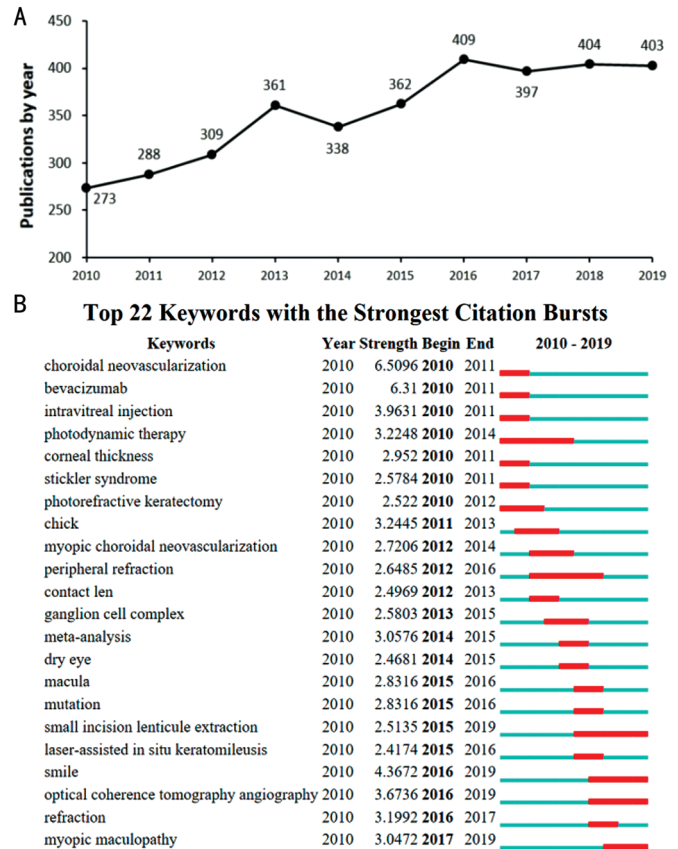 A
Publications by year
450
400
350
300
250
200
273
288
309
361
338
362
409
397
404
403
2010 2011 2012 2013 2014 2015 2016 2017 2018 2019
B
Top 22 Keywords with the Strongest Citation Bursts
Keywords Year Strength Begin End 2010 - 2019
choroidal neovascularization 2010 6.5096 2010 2011
bevacizumab 2010 6.31 2010 2011
intravitreal injection 2010 3.9631 2010 2011
photodynamic therapy 2010 3.2248 2010 2014
corneal thickness 2010 2.952 2010 2011
stickler syndrome 2010 2.5784 2010 2011
photorefractive keratectomy 2010 2.522 2010 2012
chick 2010 3.2445 2011 2013
myopic choroidal neovascularization 2010 2.7206 2012 2014
peripheral refraction 2010 2.6485 2012 2016
contact len 2010 2.4969 2012 2013
ganglion cell complex 2010 2.5803 2013 2015
meta-analysis 2010 3.0576 2014 2015
dry eye 2010 2.4681 2014 2015
macula 2010 2.8316 2015 2016
mutation 2010 2.8316 2015 2016
small incision lenticule extraction 2010 2.5135 2015 2019
laser-assisted in situ keratomileusis 2010 2.4174 2015 2016
smile 2010 4.3672 2016 2019
optical coherence tomography angiography 2010 3.6736 2016 2019
refraction 2010 3.1992 2016 2017
myopic maculopathy 2010 3.0472 2017 2019